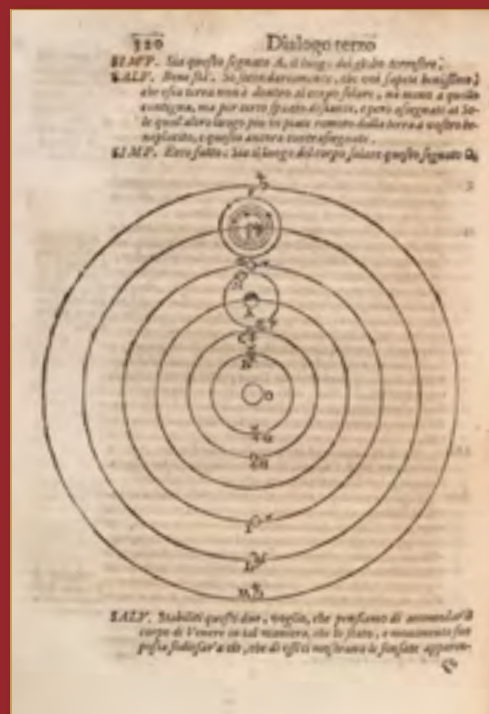 320 Dialogo terzo
SIMP. Sia questo segnato A, il luogo del globo terrestre.
SALV. Bene stà. So secondariamente, che voi sapete benissimo,
che essa terra non è dentro al corpo solare, nè meno a quello
contigua, ma per certo spazio distante, e però assegnate al So-
le qual altro luogo più vi piace remoto dalla terra a vostro be-
neplacito, e questo ancora contrassegnate.
SIMP. Ecco fatto: Sia il luogo del corpo solare questo segnato O.
SALV. Stabiliti questi due, voglio, che pensiamo di accomodar'il
corpo di Venere in tal maniera, che lo stato, e movimento suo
possa sodisfar'a ciò, che di essi ci mostrano le sensate apparen-